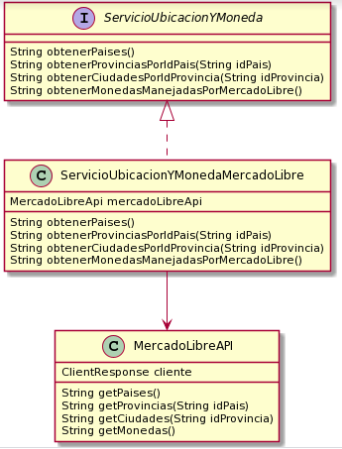 I ServicioUbicacionYMoneda
String obtenerPaises()
String obtenerProvinciasPorIdPais(String idPais)
String obtenerCiudadesPorIdProvincia(String idProvincia)
String obtenerMonedasManejadasPorMercadoLibre()
C ServicioUbicacionYMonedaMercadoLibre
MercadoLibreApi mercadoLibreApi
String obtenerPaises()
String obtenerProvinciasPorIdPais(String idPais)
String obtenerCiudadesPorIdProvincia(String idProvincia)
String obtenerMonedasManejadasPorMercadoLibre()
C MercadoLibreAPI
ClientResponse cliente
String getPaises()
String getProvincias(String idPais)
String getCiudades(String idProvincia)
String getMonedas()